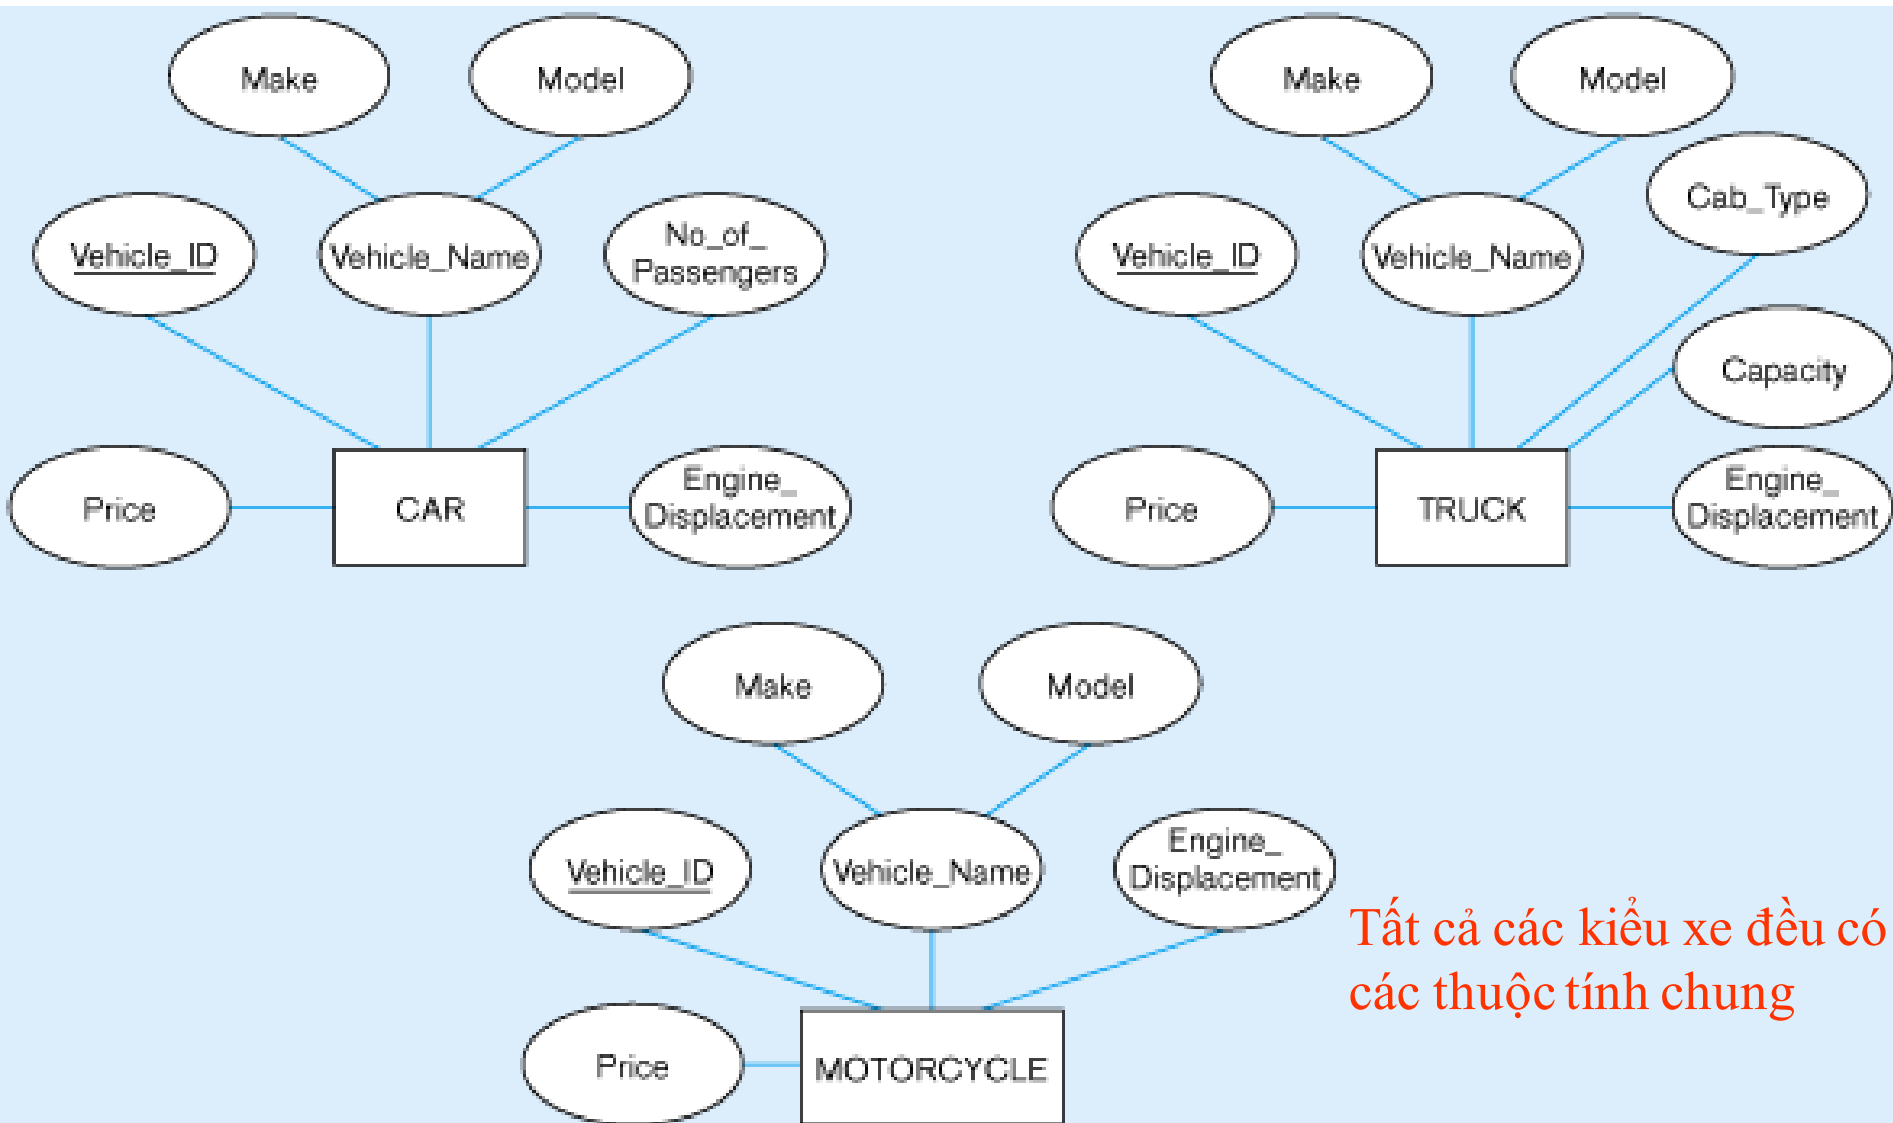 Make
Model
Vehicle_ID
Vehicle_Name
No_of_
Passengers
Price
CAR
Engine_
Displacement
Make
Model
Cab_Type
Vehicle_ID
Vehicle_Name
Capacity
Price
TRUCK
Engine_
Displacement
Make
Model
Vehicle_ID
Vehicle_Name
Engine_
Displacement
Price
MOTORCYCLE
Tất cả các kiểu xe đều có
các thuộc tính chung